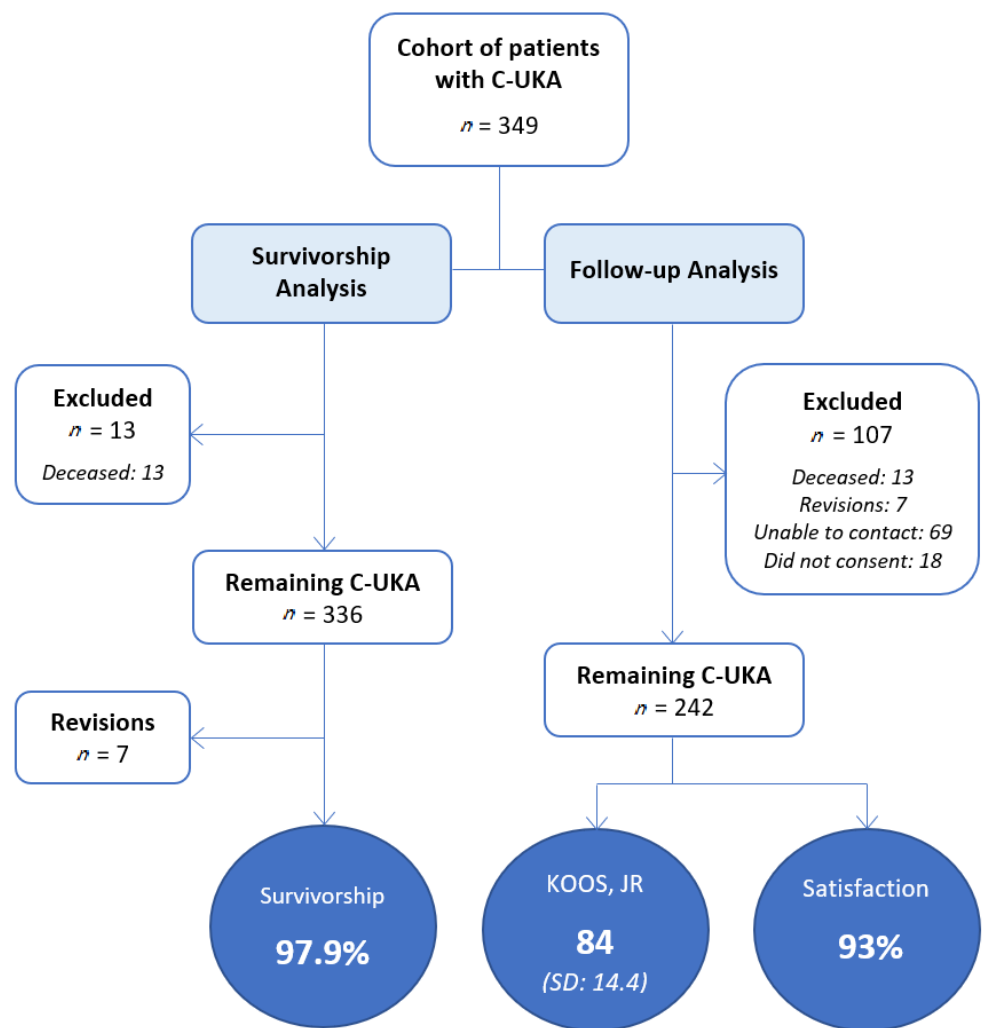 Cohort of patients
with C-UKA
n = 349
Survivorship
Analysis
Follow-up Analysis
Excluded
n = 13
Deceased: 13
Excluded
n = 107
Deceased: 13
Revisions: 7
Unable to contact: 69
Did not consent: 18
Remaining C-UKA
n = 336
Remaining C-UKA
n = 242
Revisions
n = 7
Survivorship
97.9%
KOOS, JR
84
(SD: 14.4)
Satisfaction
93%